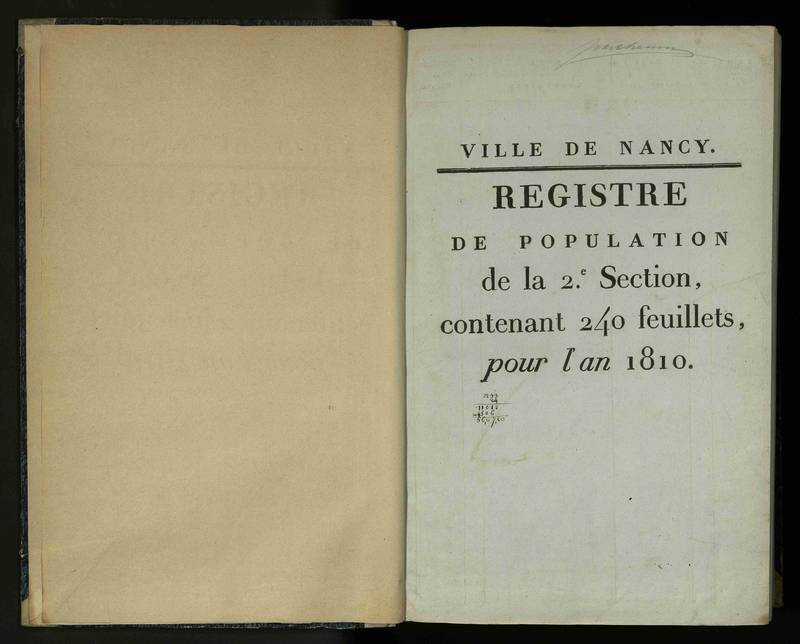 VILLE DE NANCY.
REGISTRE
DE POPULATION
de la 2.e Section,
contenant 240 feuillets,
pour l'an 1810.